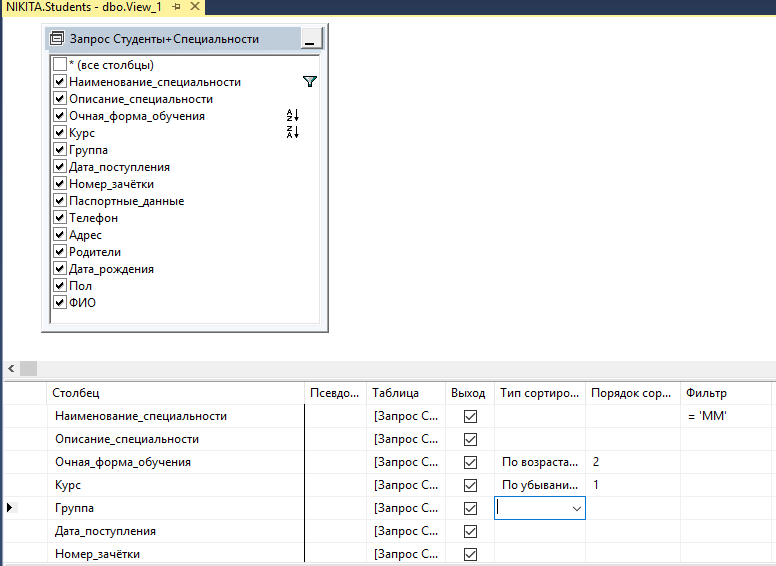 NIKITA.Students - dbo.View_1
Запрос Студенты+Специальности
* (все столбцы)
Наименование_специальности
Описание_специальности
Очная_форма_обучения
Курс
Группа
Дата_поступления
Номер_зачётки
Паспортные_данные
Телефон
Адрес
Родители
Дата_рождения
Пол
ФИО
Столбец Псевдо... Таблица Выход Тип сортиро... Порядок сор... Фильтр
Наименование_специальности [Запрос С... = 'ММ'
Описание_специальности [Запрос С...
Очная_форма_обучения [Запрос С... По возраста... 2
Курс [Запрос С... По убывани... 1
Группа [Запрос С...
Дата_поступления [Запрос С...
Номер_зачётки [Запрос С...